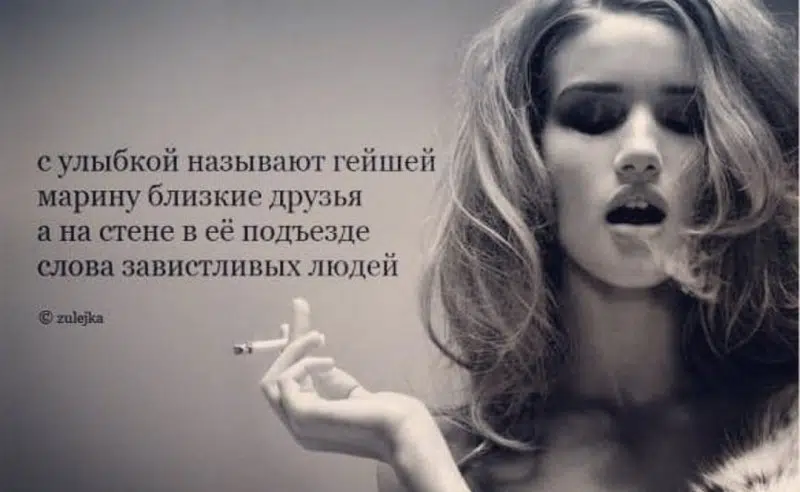 с улыбкой называют гейшей
марину близкие друзья
а на стене в её подъезде
слова завистливых людей
© zulejka